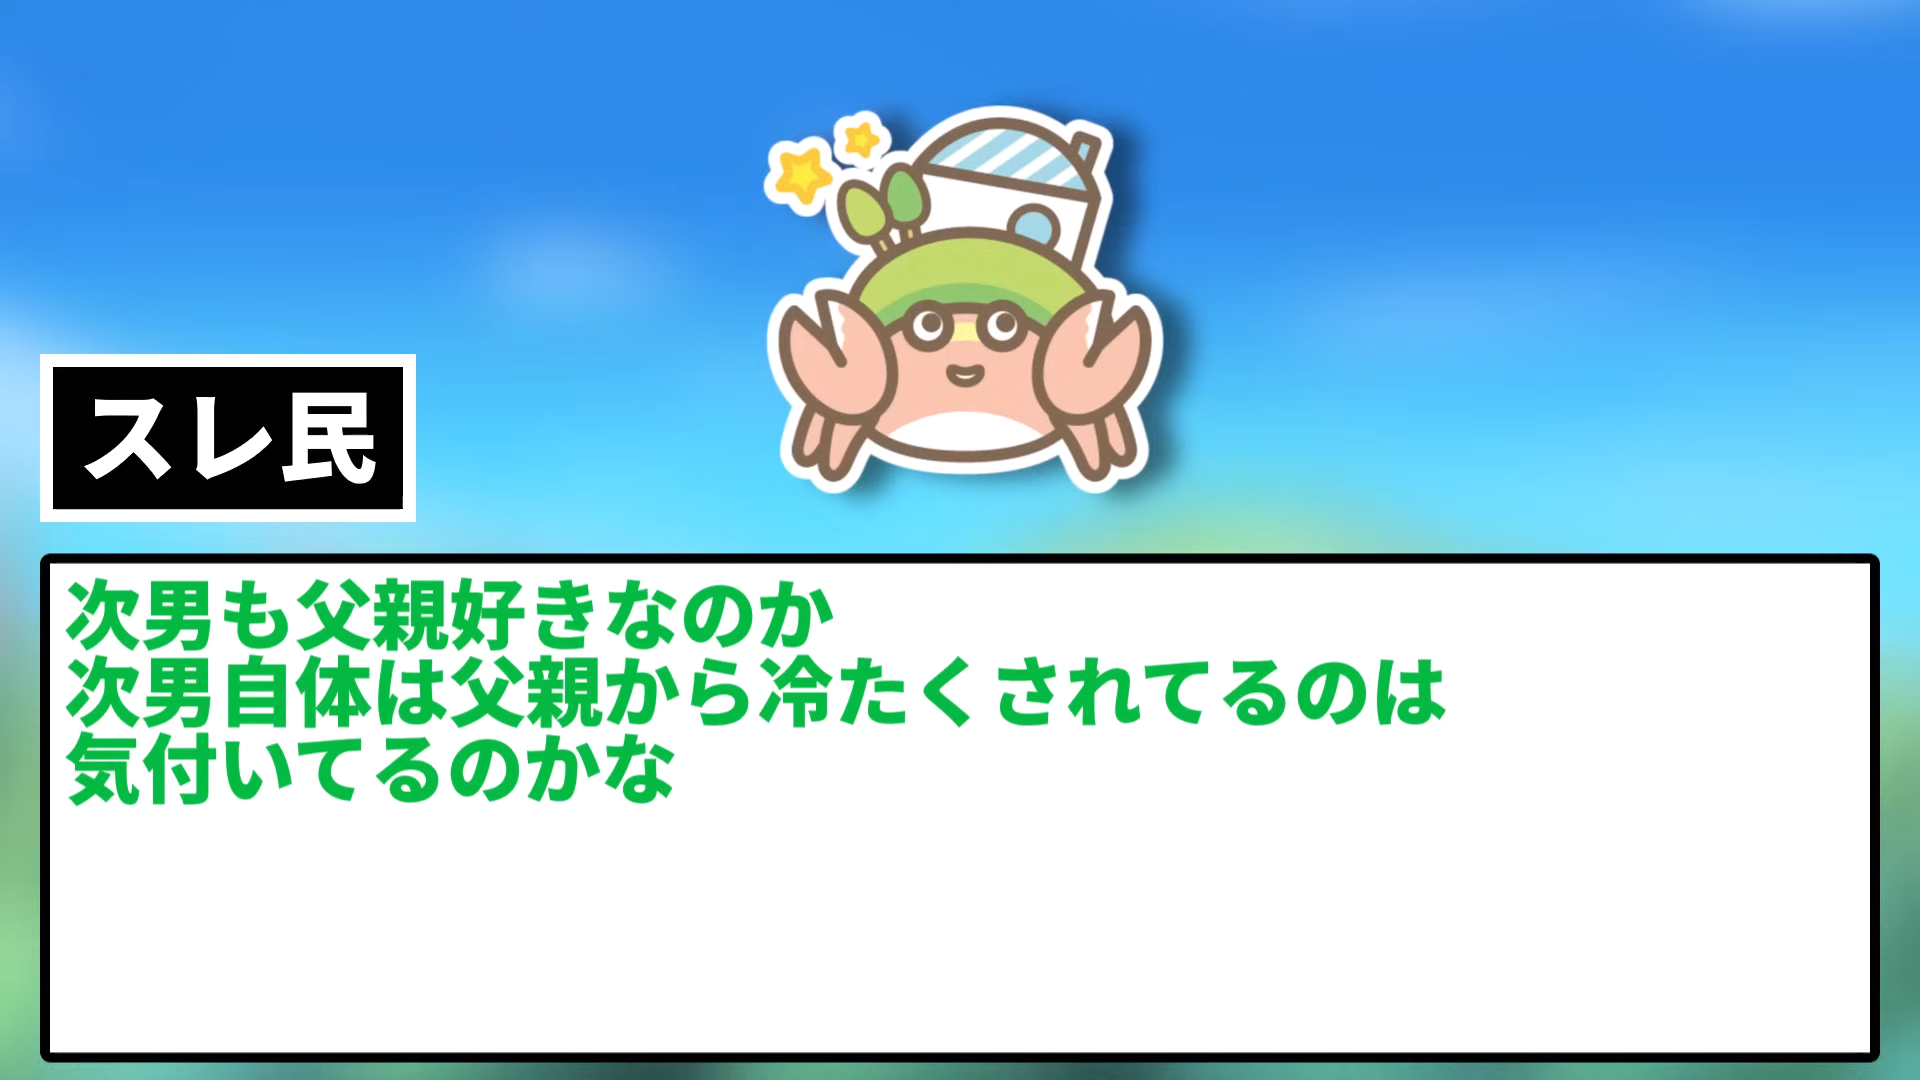 スレ民
次男も父親好きなのか
次男自体は父親から冷たくされてるのは
気付いてるのかな